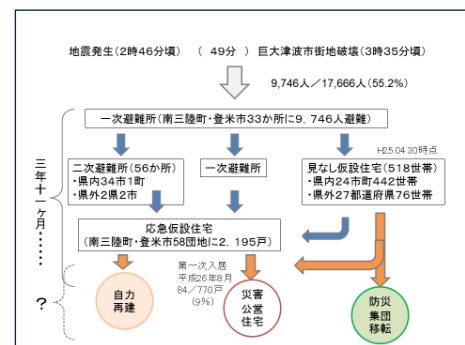 地震発生(2時46分頃) ( 49分 ) 巨大津波市街地破壊(3時35分頃)
9,746人／17,666人(55.2%)
一次避難所(南三陸町・登米市33か所に9，746人避難)
H25.04.30時点
二次避難所(56か所)
・県内34市1町
・県外2県2市
一次避難所
見なし仮設住宅(518世帯)
・県内24市町442世帯
・県外27都道府県76世帯
三年十一ヶ月……
応急仮設住宅
(南三陸町・登米市58団地に2，195戸)
第一次入居
平成26年8月
84／770戸
(9%)
？
自力
再建
災害
公営
住宅
防災
集団
移転